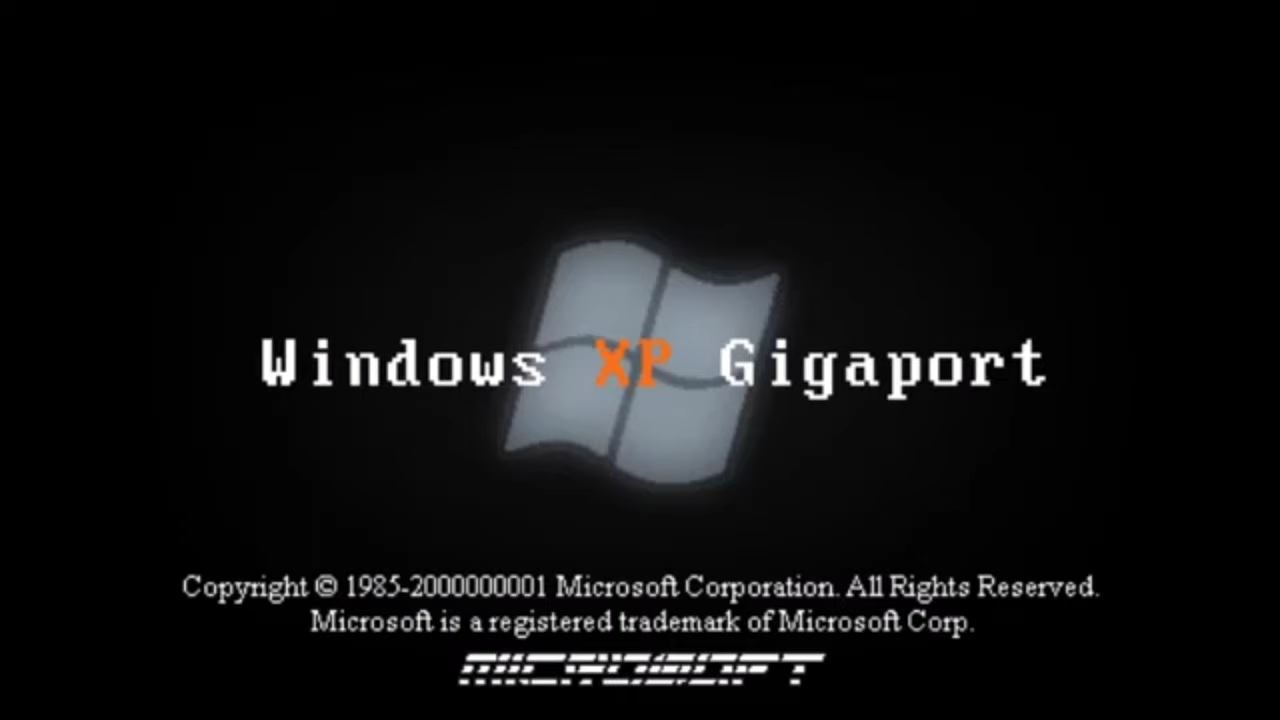 Windows XP Gigaport
Copyright © 1985-2000000001 Microsoft Corporation. All Rights Reserved.
Microsoft is a registered trademark of Microsoft Corp.
MICROSOFT